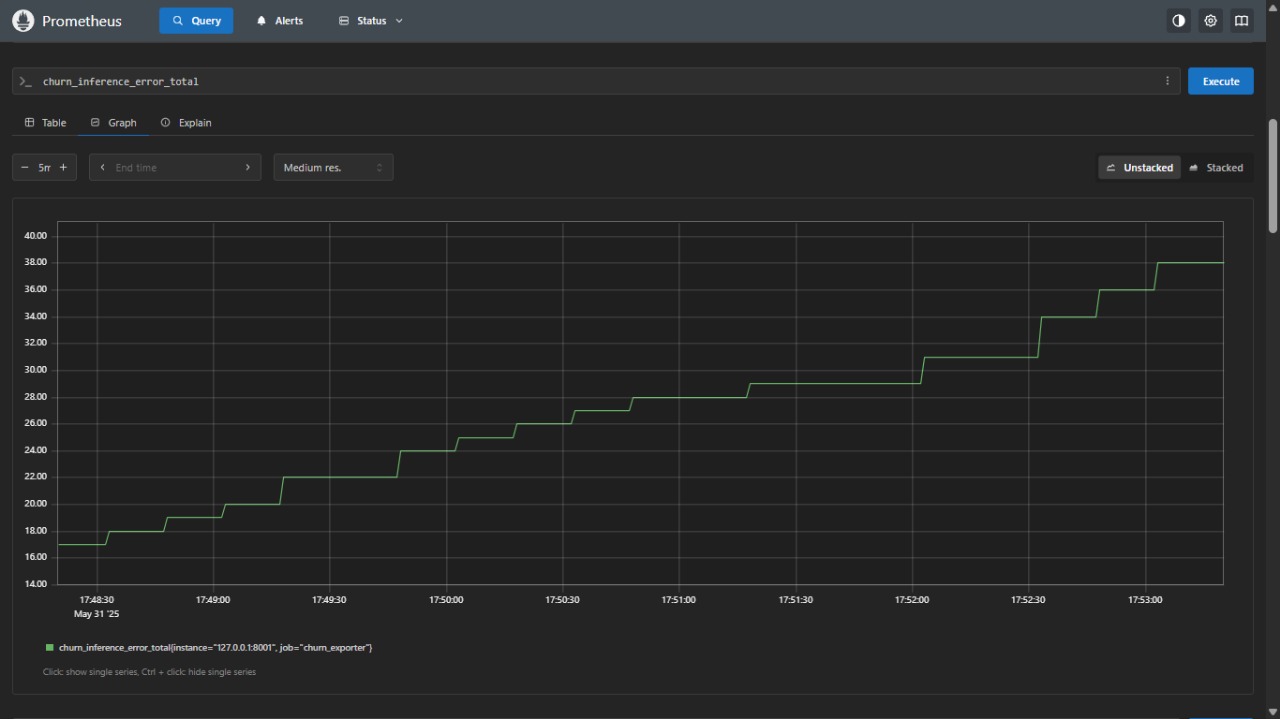 Prometheus Query Alerts Status
>_ churn_inference_error_total Execute
Table Graph Explain
− 5m + End time Medium res. Unstacked Stacked
40.00
38.00
36.00
34.00
32.00
30.00
28.00
26.00
24.00
22.00
20.00
18.00
16.00
14.00
17:48:30 17:49:00 17:49:30 17:50:00 17:50:30 17:51:00 17:51:30 17:52:00 17:52:30 17:53:00
May 31 '25
churn_inference_error_total{instance="127.0.0.1:8001", job="churn_exporter"}
Click: show single series, Ctrl + click: hide single series